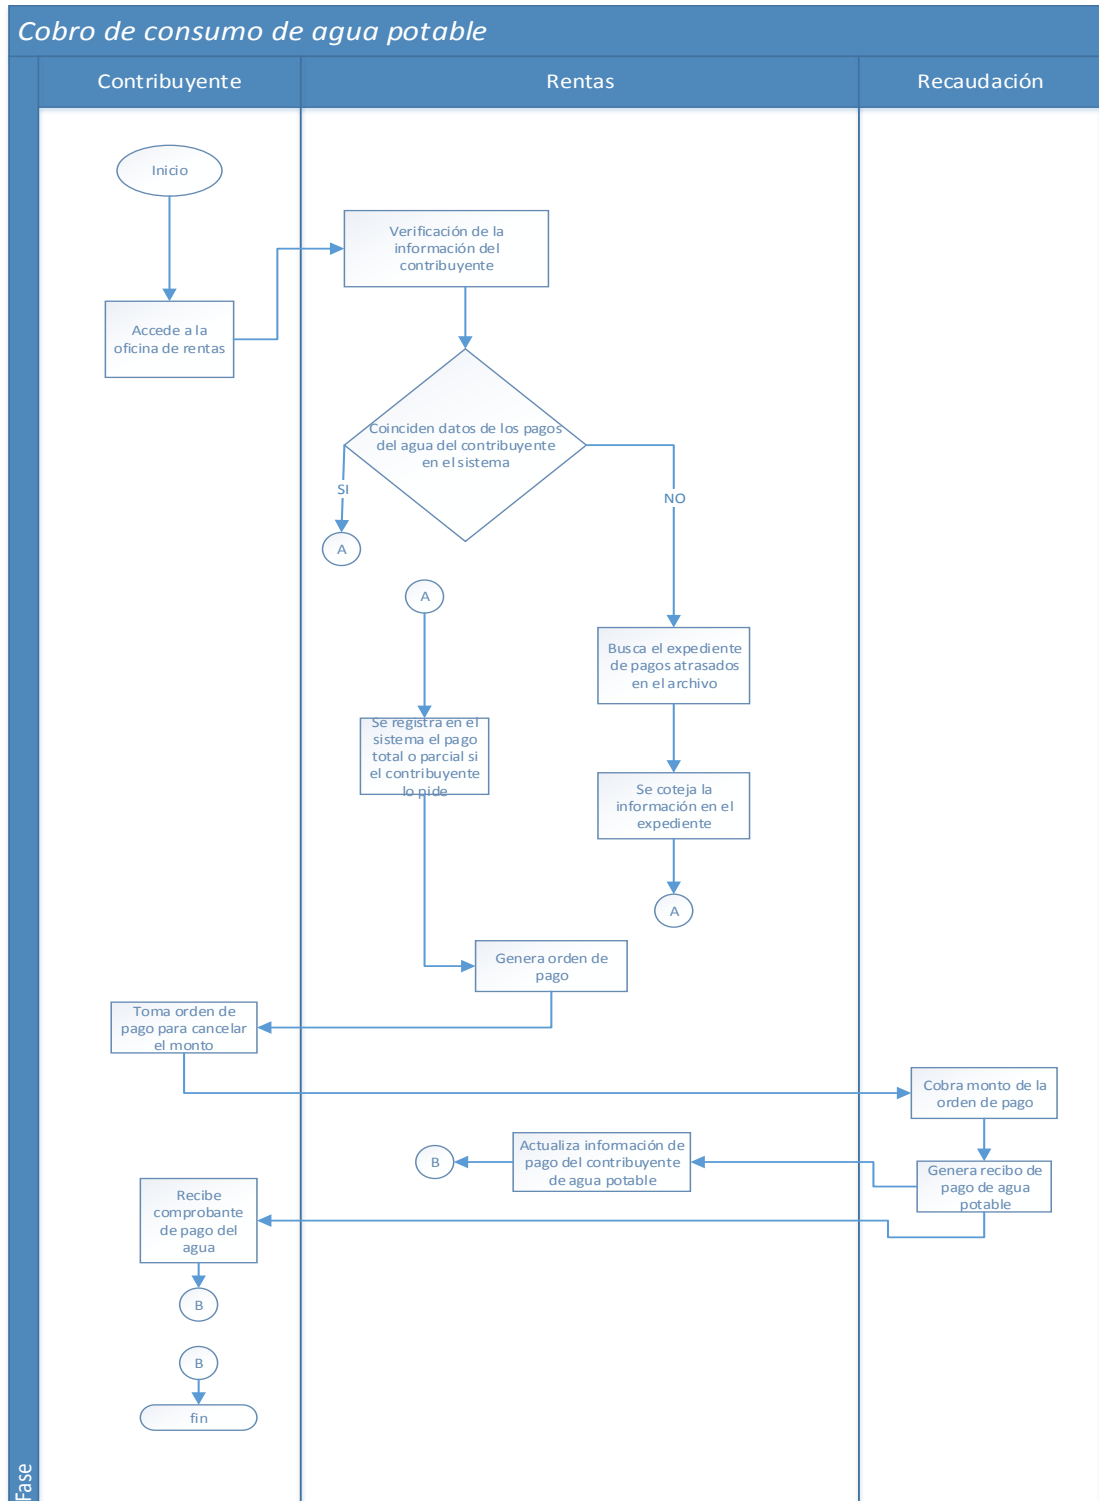 Cobro de consumo de agua potable
Contribuyente
Rentas
Recaudación
Inicio
Verificación de la
información del
contribuyente
Accede a la
oficina de rentas
Coinciden datos de los pagos
del agua del contribuyente
en el sistema
SI
NO
A
A
Busca el expediente
de pagos atrasados
en el archivo
Se registra en el
sistema el pago
total o parcial si
el contribuyente
lo pide
Se coteja la
información en el
expediente
A
Genera orden de
pago
Toma orden de
pago para cancelar
el monto
Cobra monto de la
orden de pago
Actualiza información de
pago del contribuyente
de agua potable
B
Genera recibo de
pago de agua
potable
Recibe
comprobante
de pago del
agua
B
B
fin
Fase